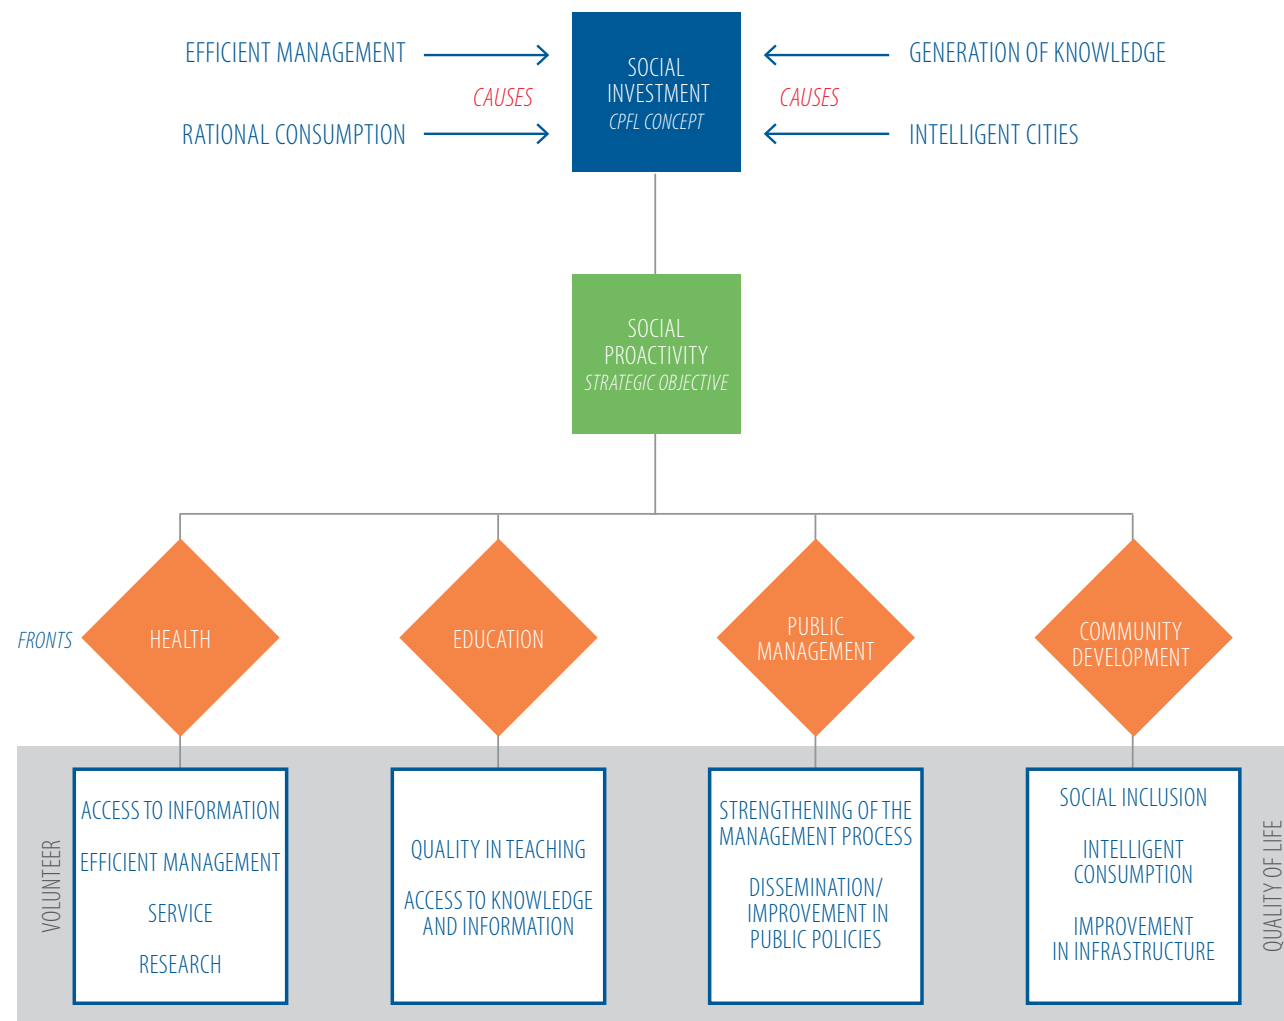 EFFICIENT MANAGEMENT
CAUSES
RATIONAL CONSUMPTION
SOCIAL
INVESTMENT
CPFL CONCEPT
GENERATION OF KNOWLEDGE
CAUSES
INTELLIGENT CITIES
SOCIAL
PROACTIVITY
STRATEGIC OBJECTIVE
FRONTS
HEALTH
EDUCATION
PUBLIC
MANAGEMENT
COMMUNITY
DEVELOPMENT
VOLUNTEER
ACCESS TO INFORMATION
EFFICIENT MANAGEMENT
SERVICE
RESEARCH
QUALITY IN TEACHING
ACCESS TO KNOWLEDGE
AND INFORMATION
STRENGTHENING OF THE
MANAGEMENT PROCESS
DISSEMINATION/
IMPROVEMENT IN
PUBLIC POLICIES
SOCIAL INCLUSION
INTELLIGENT
CONSUMPTION
IMPROVEMENT
IN INFRASTRUCTURE
QUALITY OF LIFE